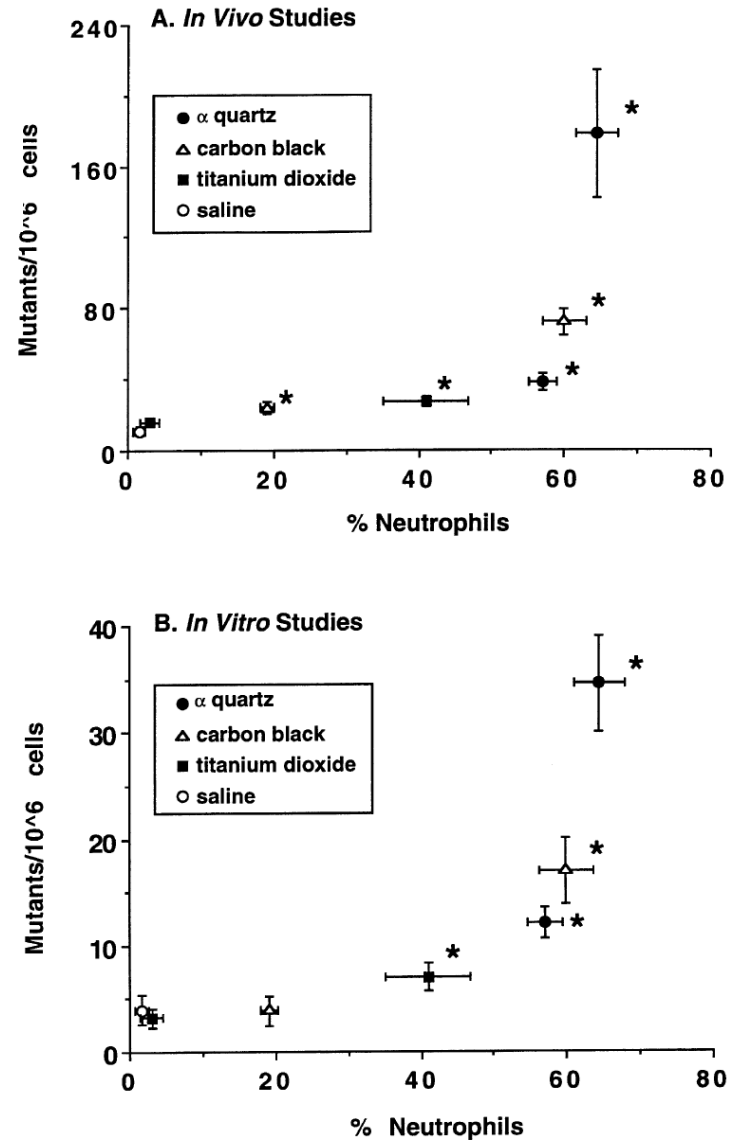 A. In Vivo Studies
240
160
80
0
Mutants/10^6 cells
α quartz
carbon black
titanium dioxide
saline
*
*
*
*
*
0 20 40 60 80
% Neutrophils
B. In Vitro Studies
40
30
20
10
0
Mutants/10^6 cells
α quartz
carbon black
titanium dioxide
saline
*
*
*
*
0 20 40 60 80
% Neutrophils